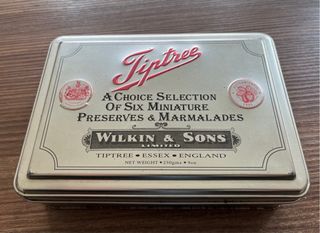 Tiptree
A CHOICE SELECTION
OF SIX MINIATURE
PRESERVES & MARMALADES
WILKIN & SONS
LIMITED
TIPTREE • ESSEX • ENGLAND
NET WEIGHT • 250gms • 9oz